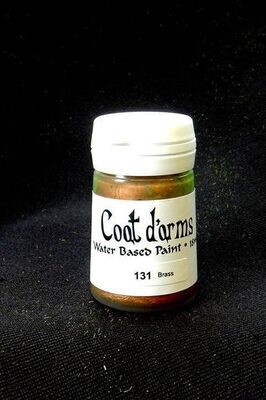 Coat d'arms
Water Based Paint •
131 Brass